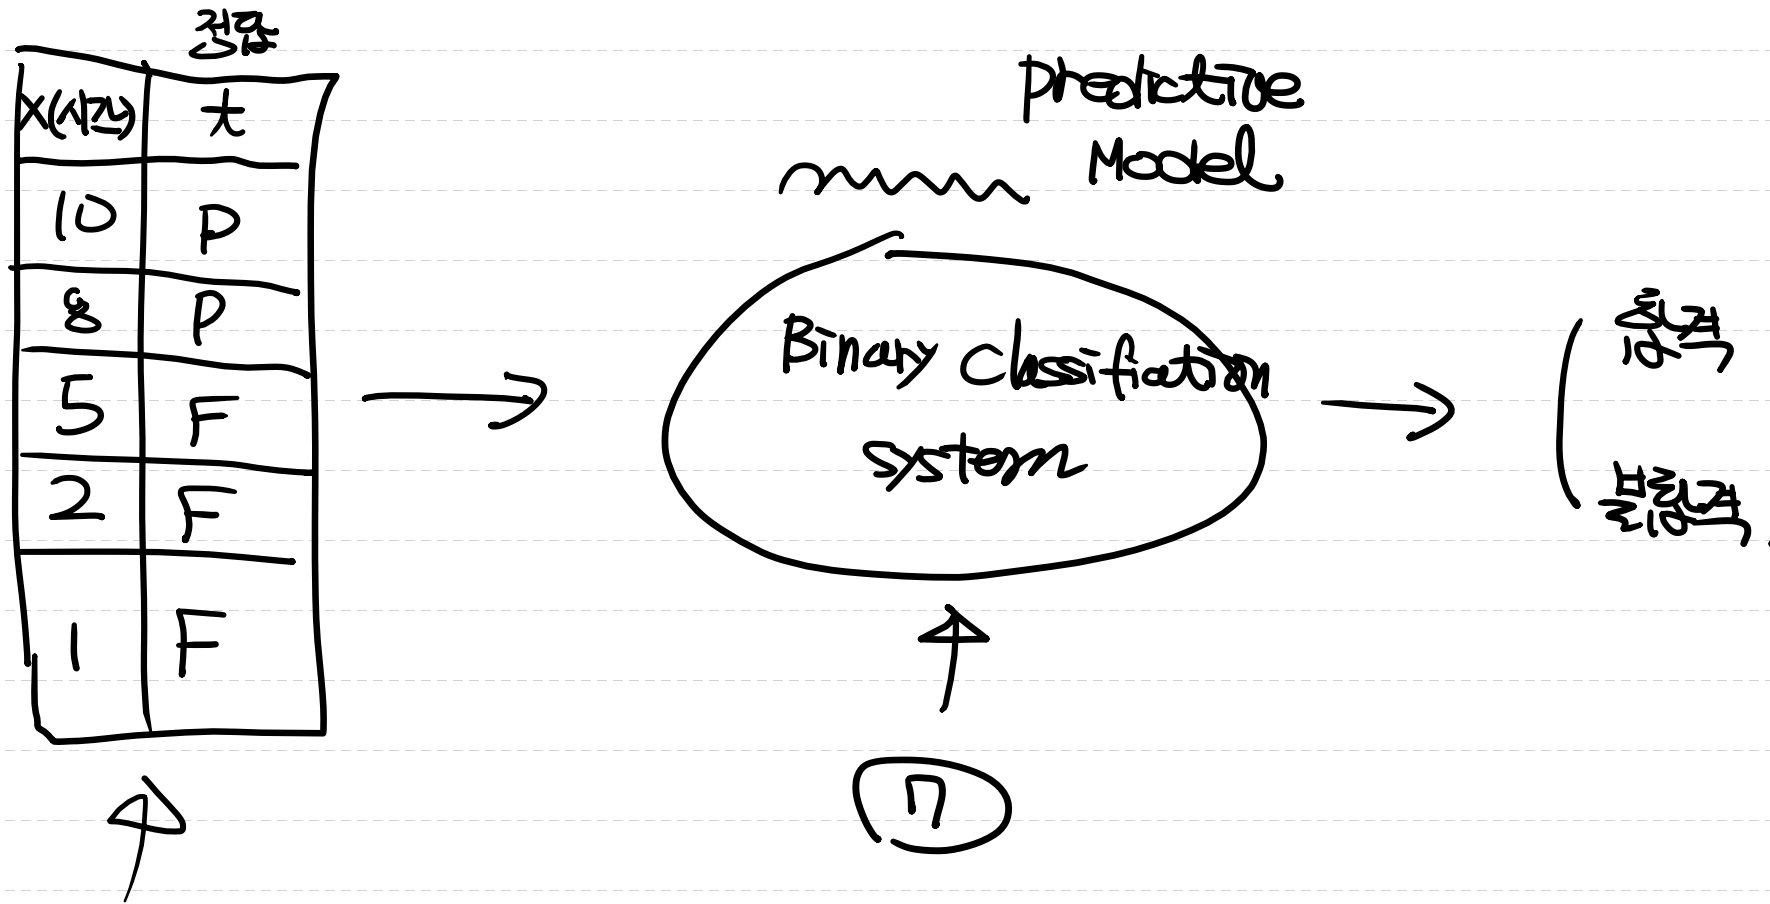 정답
X(시간) t
10 P
8 P
5 F
2 F
1 F
predictive
Model
Binary Classification
system
7
합격
불합격